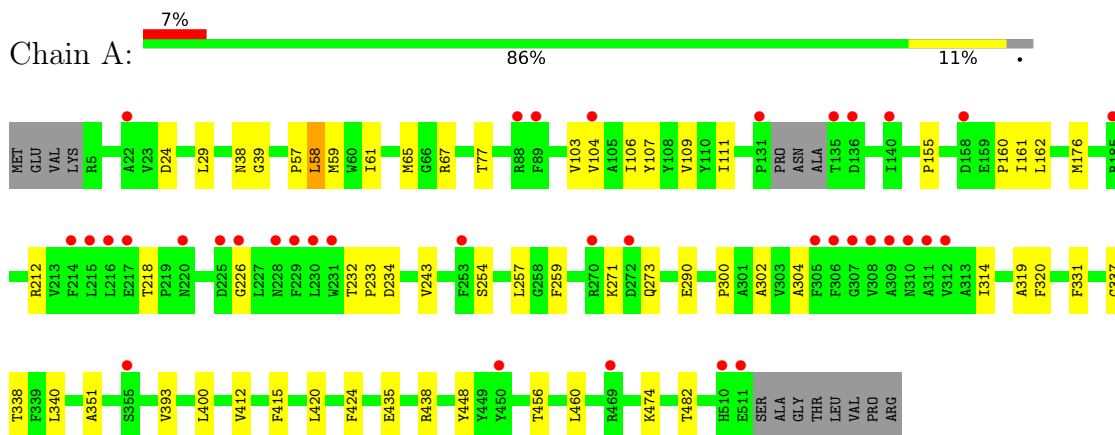 7%
Chain A:
86% 11%
MET GLU VAL LYS R5 A22 V23 D24 L29 N38 G39 P57 L58 M59 W60 I61 M65 G66 R67 T77 R88 F89 V103 V104 A105 I106 Y107 Y108 V109 Y110 I111 P131 PRO ASN ALA T135 D136 I140 P155 D158 E159 P160 I161 L162 M176
R212 V213 F214 L215 L216 E217 T218 P219 N220 D225 G226 L227 N228 F229 L230 W231 T232 P233 D234 V243 F253 S254 L257 G258 F259 R270 K271 D272 Q273 E290 P300 A301 A302 V303 A304 F305 F306 G307 V308 A309 N310 A311 V312 A313 I314 A319 F320 F331
T338 F339 L340 A351 S355 V393 L400 V412 F415 L420 F424 E435 R438 Y448 Y449 Y450 T456 L460 R469 K474 T482 H510 E511 SER ALA GLY THR LEU VAL PRO ARG